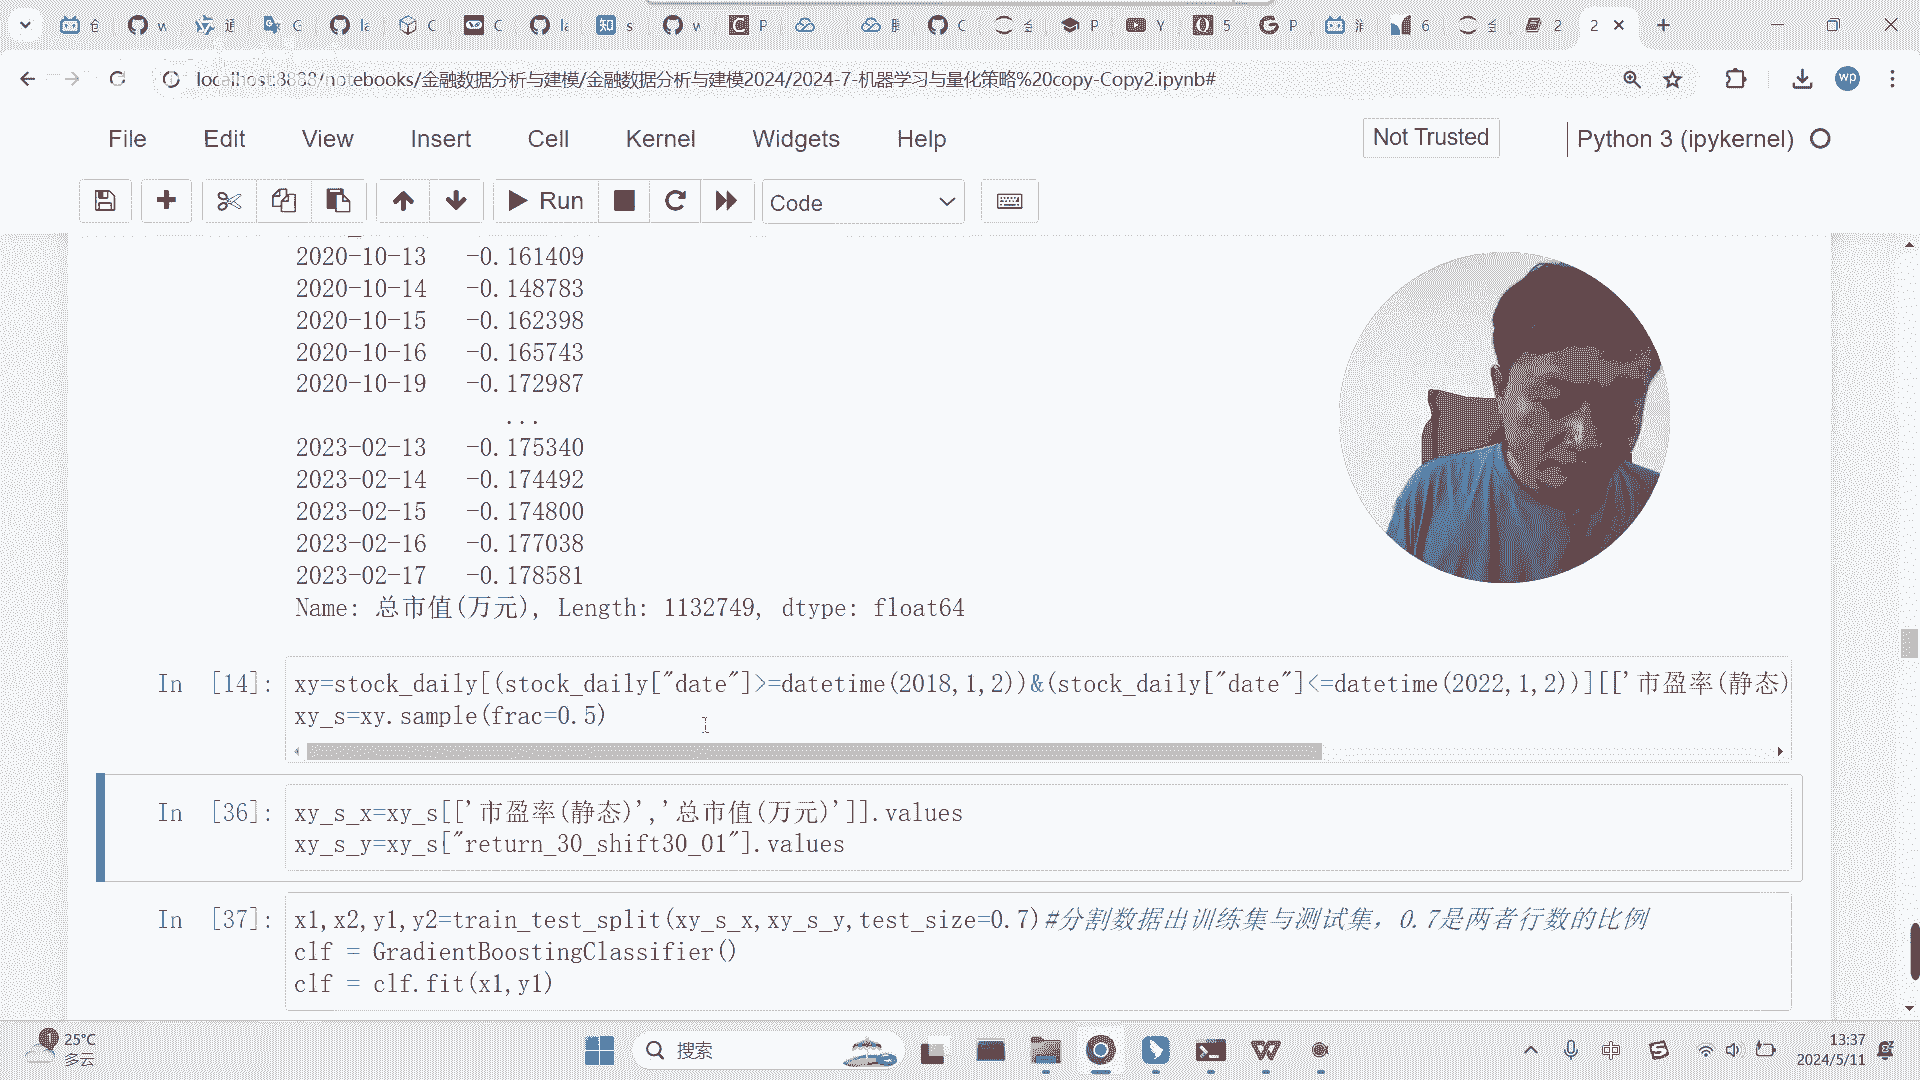 localhost:8888/notebooks/金融数据分析与建模/金融数据分析与建模2024/2024-7-机器学习与量化策略%20copy-Copy2.ipynb#
wp
File Edit View Insert Cell Kernel Widgets Help
Not Trusted
Python 3 (ipykernel)
Run
Code
2020-10-13 -0.161409
2020-10-14 -0.148783
2020-10-15 -0.162398
2020-10-16 -0.165743
2020-10-19 -0.172987
...
2023-02-13 -0.175340
2023-02-14 -0.174492
2023-02-15 -0.174800
2023-02-16 -0.177038
2023-02-17 -0.178581
Name: 总市值(万元), Length: 1132749, dtype: float64
In [14]: xy=stock_daily[(stock_daily["date"]>=datetime(2018,1,2))&(stock_daily["date"]<=datetime(2022,1,2))][['市盈率(静态)
xy_s=xy.sample(frac=0.5)
In [36]: xy_s_x=xy_s[['市盈率(静态)','总市值(万元)']].values
xy_s_y=xy_s["return_30_shift30_01"].values
In [37]: x1,x2,y1,y2=train_test_split(xy_s_x,xy_s_y,test_size=0.7)#分割数据出训练集与测试集，0.7是两者行数的比例
clf = GradientBoostingClassifier()
clf = clf.fit(x1,y1)
25°C
多云
搜索
中
13:37
2024/5/11